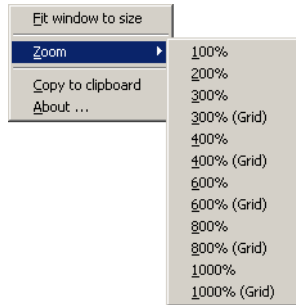 Fit window to size
Zoom
Copy to clipboard
About ...
100%
200%
300%
300% (Grid)
400%
400% (Grid)
600%
600% (Grid)
800%
800% (Grid)
1000%
1000% (Grid)